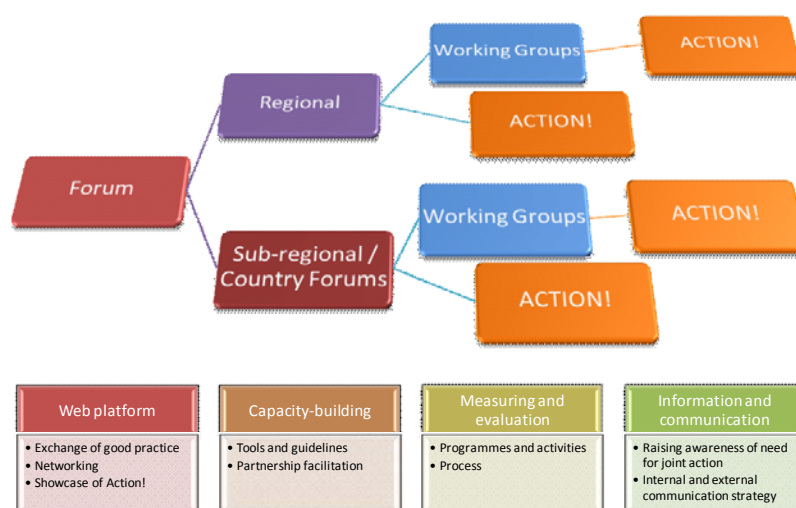 Working Groups
ACTION!
Regional
ACTION!
Forum
Working Groups
ACTION!
Sub-regional /
Country Forums
ACTION!
Web platform
• Exchange of good practice
• Networking
• Showcase of Action!
Capacity-building
• Tools and guidelines
• Partnership facilitation
Measuring and
evaluation
• Programmes and activities
• Process
Information and
communication
• Raising awareness of need
for joint action
• Internal and external
communication strategy